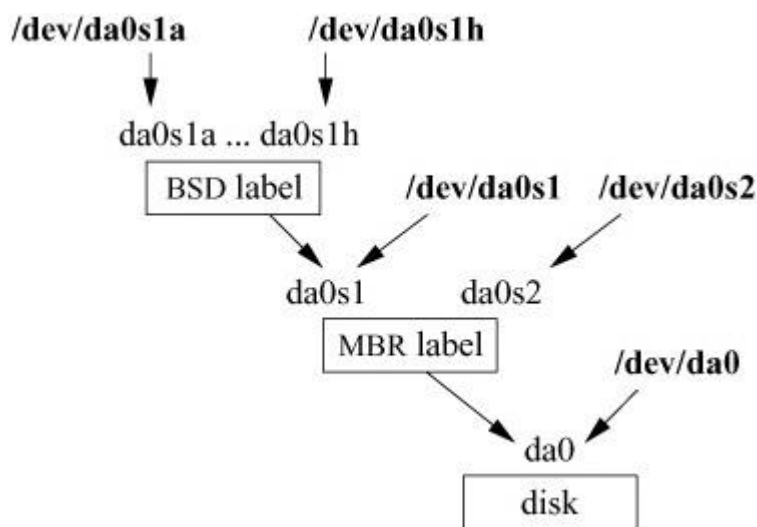 /dev/da0s1a /dev/da0s1h
da0s1a ... da0s1h
BSD label /dev/da0s1 /dev/da0s2
da0s1 da0s2
MBR label
/dev/da0
da0
disk